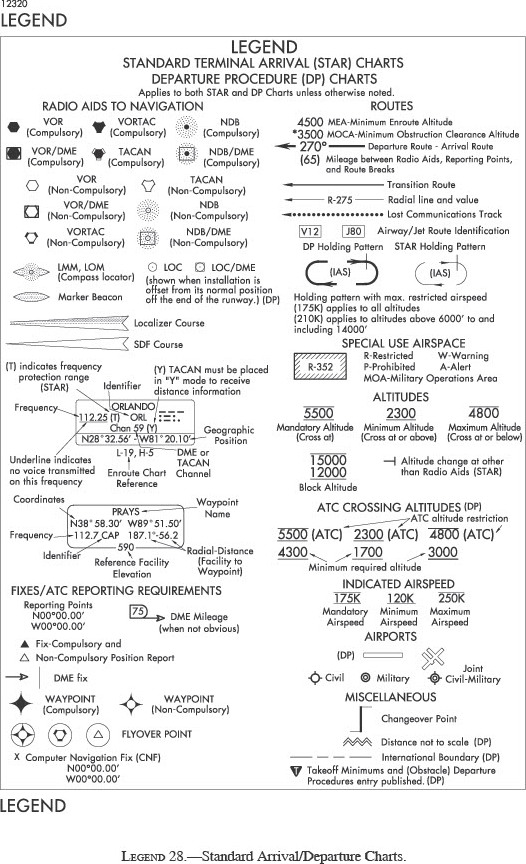 12320
LEGEND
LEGEND
STANDARD TERMINAL ARRIVAL (STAR) CHARTS
DEPARTURE PROCEDURE (DP) CHARTS
Applies to both STAR and DP Charts unless otherwise noted.
RADIO AIDS TO NAVIGATION
VOR
(Compulsory)
VORTAC
(Compulsory)
NDB
(Compulsory)
VOR/DME
(Compulsory)
TACAN
(Compulsory)
NDB/DME
(Compulsory)
VOR
(Non-Compulsory)
TACAN
(Non-Compulsory)
VOR/DME
(Non-Compulsory)
NDB
(Non-Compulsory)
VORTAC
(Non-Compulsory)
NDB/DME
(Non-Compulsory)
LMM, LOM
(Compass locator)
Marker Beacon
LOC
LOC/DME
(shown when installation is
offset from its normal position
off the end of the runway.) (DP)
Localizer Course
SDF Course
(T) indicates frequency
protection range
(STAR)
Identifier
(Y) TACAN must be placed
in "Y" mode to receive
distance information
Frequency
ORLANDO
112.25 (T) ORL
Chan 59 (Y)
N28°32.56' - W81°20.10'
Geographic
Position
Underline indicates
no voice transmitted
on this frequency
L-19, H-5
Enroute Chart
Reference
DME or
TACAN
Channel
Coordinates
Waypoint
Name
PRAYS
N38°58.30' W89°51.50'
Frequency
112.7 CAP 187.1°-56.2
590
Identifier
Reference Facility
Elevation
Radial-Distance
(Facility to
Waypoint)
FIXES/ATC REPORTING REQUIREMENTS
Reporting Points
N00°00.00'
W00°00.00'
75
DME Mileage
(when not obvious)
Fix-Compulsory and
Non-Compulsory Position Report
DME fix
WAYPOINT
(Compulsory)
WAYPOINT
(Non-Compulsory)
FLYOVER POINT
X Computer Navigation Fix (CNF)
N00°00.00'
W00°00.00'
ROUTES
4500 MEA-Minimum Enroute Altitude
*3500 MOCA-Minimum Obstruction Clearance Altitude
270° Departure Route - Arrival Route
(65) Mileage between Radio Aids, Reporting Points,
and Route Breaks
Transition Route
R-275 Radial line and value
Lost Communications Track
V12 J80 Airway/Jet Route Identification
DP Holding Pattern STAR Holding Pattern
(IAS) (IAS)
Holding pattern with max. restricted airspeed
(175K) applies to all altitudes
(210K) applies to altitudes above 6000' to and
including 14000'
SPECIAL USE AIRSPACE
R-352
R-Restricted W-Warning
P-Prohibited A-Alert
MOA-Military Operations Area
ALTITUDES
5500
Mandatory Altitude
(Cross at)
2300
Minimum Altitude
(Cross at or above)
4800
Maximum Altitude
(Cross at or below)
15000
12000
Block Altitude
Altitude change at other
than Radio Aids (STAR)
ATC CROSSING ALTITUDES (DP)
ATC altitude restriction
5500 (ATC) 2300 (ATC) 4800 (ATC)
4300 1700 3000
Minimum required altitude
INDICATED AIRSPEED
175K
Mandatory
Airspeed
120K
Minimum
Airspeed
250K
Maximum
Airspeed
AIRPORTS
(DP)
Civil
Military
Joint
Civil-Military
MISCELLANEOUS
Changeover Point
Distance not to scale (DP)
International Boundary (DP)
T Takeoff Minimums and (Obstacle) Departure
Procedures entry published. (DP)
LEGEND
LEGEND 28.—Standard Arrival/Departure Charts.